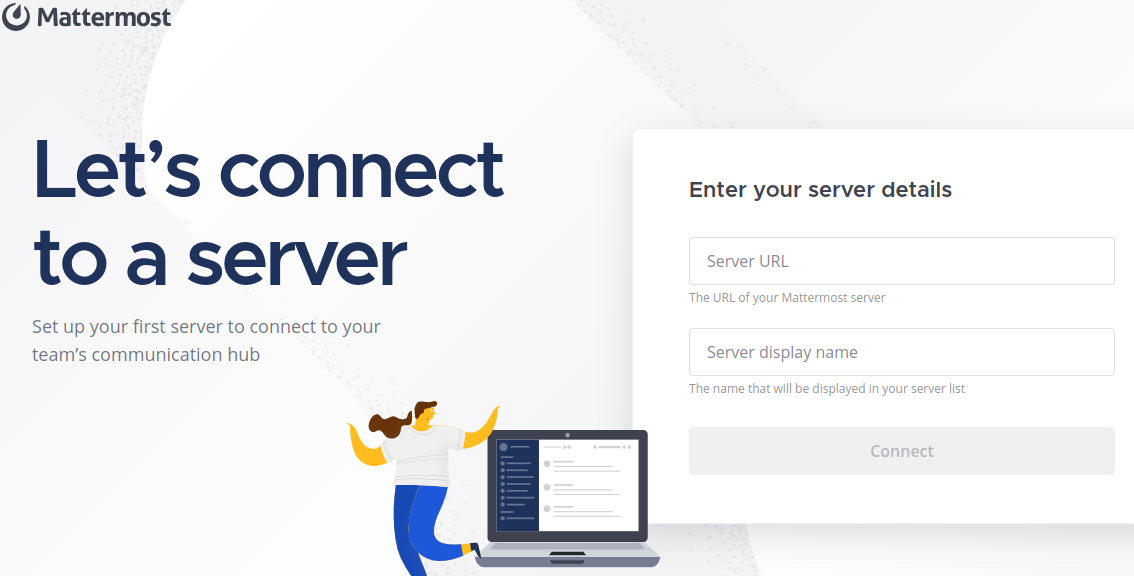 Mattermost
Let’s connect
to a server
Set up your first server to connect to your
team’s communication hub
Enter your server details
Server URL
The URL of your Mattermost server
Server display name
The name that will be displayed in your server list
Connect